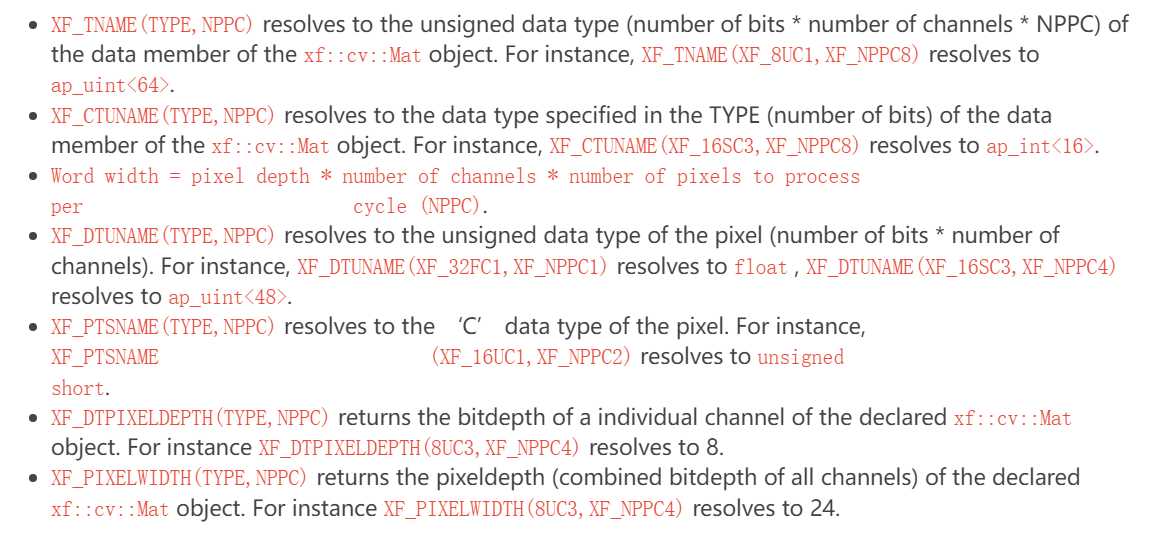 • XF_TNAME(TYPE,NPPC) resolves to the unsigned data type (number of bits * number of channels * NPPC) of
the data member of the xf::cv::Mat object. For instance, XF_TNAME(XF_8UC1,XF_NPPC8) resolves to
ap_uint<64>.
• XF_CTUNAME(TYPE,NPPC) resolves to the data type specified in the TYPE (number of bits) of the data
member of the xf::cv::Mat object. For instance, XF_CTUNAME(XF_16SC3,XF_NPPC8) resolves to ap_int<16>.
• Word width = pixel depth * number of channels * number of pixels to process
per cycle (NPPC).
• XF_DTUNAME(TYPE,NPPC) resolves to the unsigned data type of the pixel (number of bits * number of
channels). For instance, XF_DTUNAME(XF_32FC1,XF_NPPC1) resolves to float , XF_DTUNAME(XF_16SC3,XF_NPPC4)
resolves to ap_uint<48>.
• XF_PTSNAME(TYPE,NPPC) resolves to the ‘C’ data type of the pixel. For instance,
XF_PTSNAME (XF_16UC1,XF_NPPC2) resolves to unsigned
short.
• XF_DTPIXELDEPTH(TYPE,NPPC) returns the bitdepth of a individual channel of the declared xf::cv::Mat
object. For instance XF_DTPIXELDEPTH(8UC3,XF_NPPC4) resolves to 8.
• XF_PIXELWIDTH(TYPE,NPPC) returns the pixeldepth (combined bitdepth of all channels) of the declared
xf::cv::Mat object. For instance XF_PIXELWIDTH(8UC3,XF_NPPC4) resolves to 24.